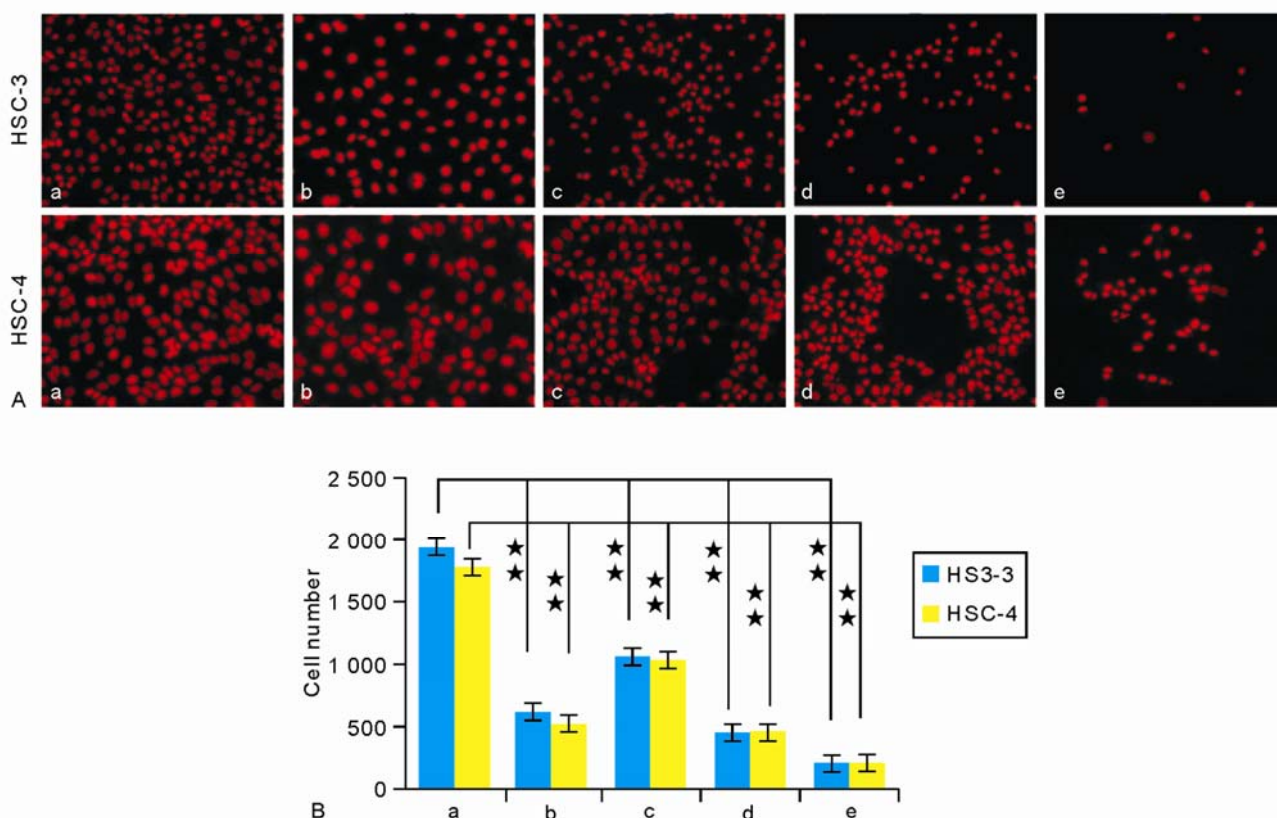 HSC-3
a
b
c
d
e
HSC-4
a
b
c
d
e
A
2 500
2 000
1 500
1 000
500
0
Cell number
★★
★★
★★
★★
★★
★★
★★
★★
HS3-3
HSC-4
B
a
b
c
d
e